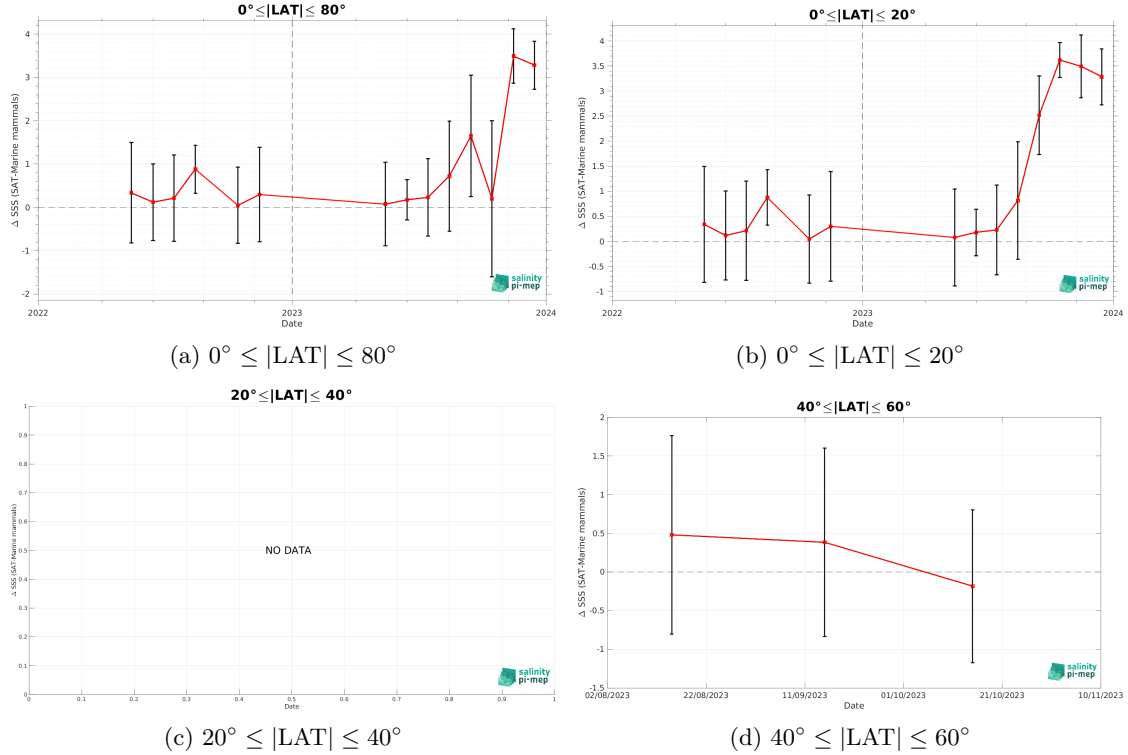 0°≤|LAT|≤ 80°
Δ SSS (SAT-Marine mammals)
4
3
2
1
0
-1
-2
2022
2023
2024
Date
salinity
pi-mep
(a) 0° ≤ |LAT| ≤ 80°
0°≤|LAT|≤ 20°
Δ SSS (SAT-Marine mammals)
4
3.5
3
2.5
2
1.5
1
0.5
0
-0.5
-1
2022
2023
2024
Date
salinity
pi-mep
(b) 0° ≤ |LAT| ≤ 20°
20°≤|LAT|≤ 40°
Δ SSS (SAT-Marine mammals)
1
0.9
0.8
0.7
0.6
0.5
0.4
0.3
0.2
0.1
0
NO DATA
0 0.1 0.2 0.3 0.4 0.5 0.6 0.7 0.8 0.9 1
Date
salinity
pi-mep
(c) 20° ≤ |LAT| ≤ 40°
40°≤|LAT|≤ 60°
Δ SSS (SAT-Marine mammals)
2
1.5
1
0.5
0
-0.5
-1
-1.5
02/08/2023 22/08/2023 11/09/2023 01/10/2023 21/10/2023 10/11/2023
Date
salinity
pi-mep
(d) 40° ≤ |LAT| ≤ 60°